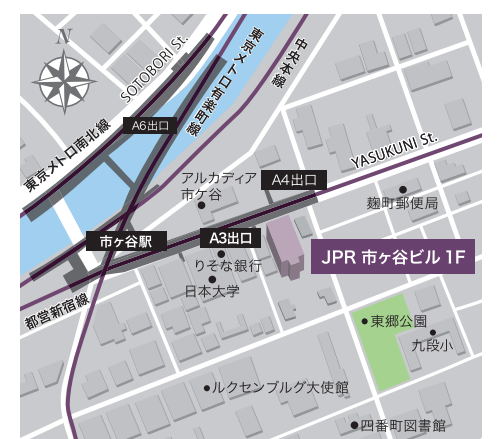 N
SOTOBORI St.
東京メトロ有楽町線
中央本線
東京メトロ南北線
A6出口
YASUKUNI St.
アルカディア
市ケ谷
A4出口
麹町郵便局
市ヶ谷駅
A3出口
りそな銀行
JPR 市ヶ谷ビル 1F
日本大学
都営新宿線
東郷公園
九段小
ルクセンブルグ大使館
四番町図書館